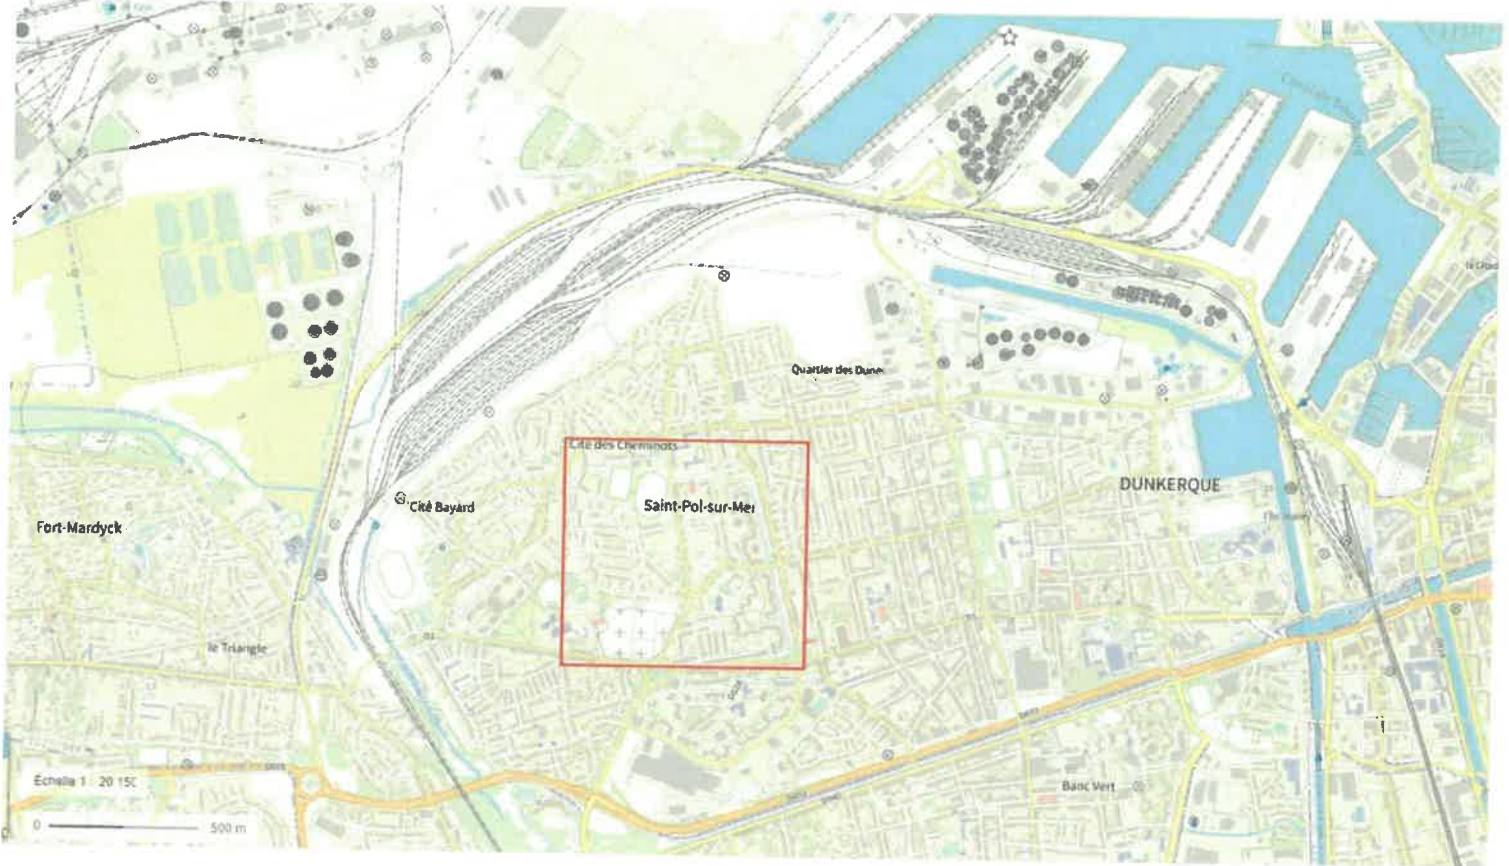 Quartier des Dune
Cité des Cheminots
DUNKERQUE
Saint-Pol-sur-Mer
Cité Bayard
Fort-Mardyck
le Triangle
Banc Vert
Échelle 1 : 20 150
0 500 m